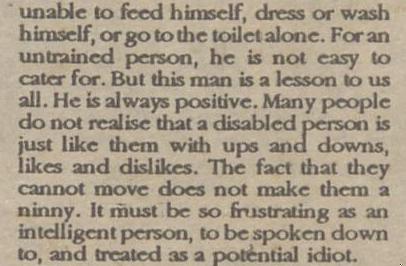 unable to feed himself, dress or wash
himself, or go to the toilet alone. For an
untrained person, he is not easy to
cater for. But this man is a lesson to us
all. He is always positive. Many people
do not realise that a disabled person is
just like them with ups and downs,
likes and dislikes. The fact that they
cannot move does not make them a
ninny. It must be so frustrating as an
intelligent person, to be spoken down
to, and treated as a potential idiot.